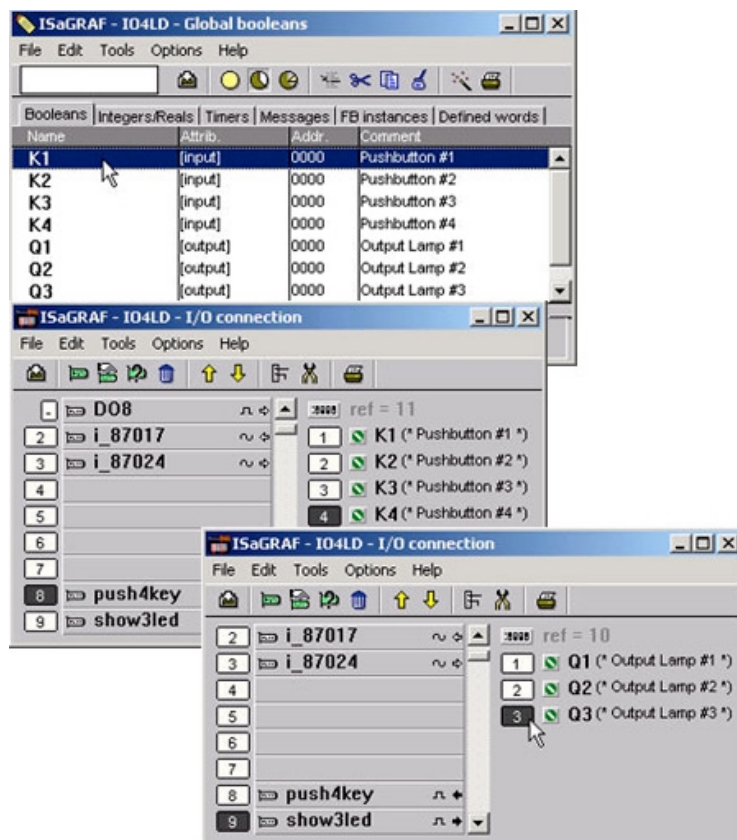 ISaGRAF - IO4LD - Global booleans
File Edit Tools Options Help
Booleans Integers/Reals Timers Messages FB instances Defined words
Name Attrib. Addr. Comment
K1 [input] 0000 Pushbutton #1
K2 [input] 0000 Pushbutton #2
K3 [input] 0000 Pushbutton #3
K4 [input] 0000 Pushbutton #4
Q1 [output] 0000 Output Lamp #1
Q2 [output] 0000 Output Lamp #2
Q3 [output] 0000 Output Lamp #3
ISaGRAF - IO4LD - I/O connection
File Edit Tools Options Help
. DO8 ref = 11
2 i_87017 1 K1 (* Pushbutton #1 *)
3 i_87024 2 K2 (* Pushbutton #2 *)
4 3 K3 (* Pushbutton #3 *)
5 4 K4 (* Pushbutton #4 *)
6
7
8 push4key
9 show3led
ISaGRAF - IO4LD - I/O connection
File Edit Tools Options Help
2 i_87017 ref = 10
3 i_87024 1 Q1 (* Output Lamp #1 *)
4 2 Q2 (* Output Lamp #2 *)
5 3 Q3 (* Output Lamp #3 *)
6
7
8 push4key
9 show3led